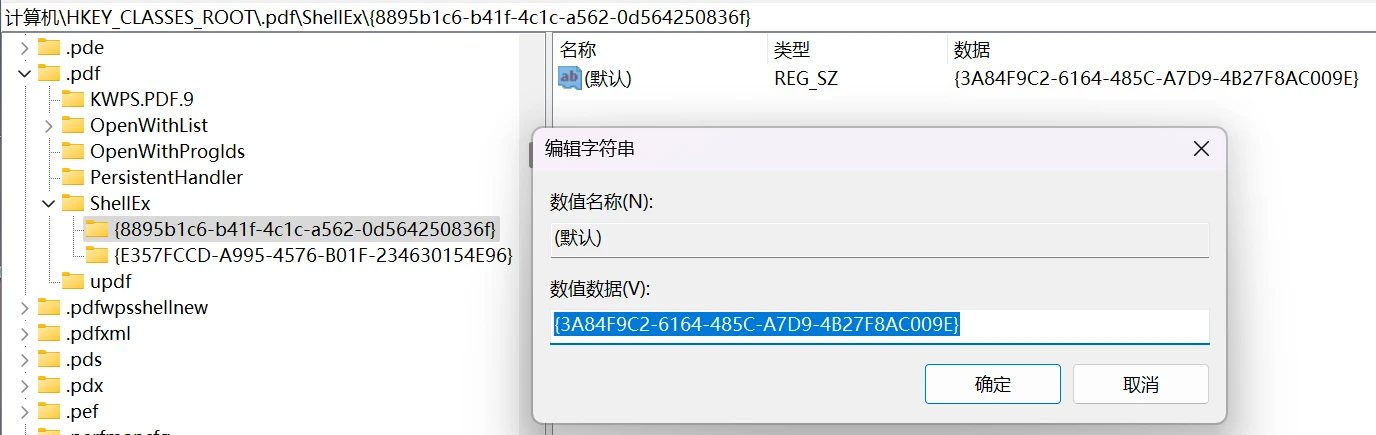 计算机\HKEY_CLASSES_ROOT\.pdf\ShellEx\{8895b1c6-b41f-4c1c-a562-0d564250836f}
.pde
.pdf
KWPS.PDF.9
OpenWithList
OpenWithProgIds
PersistentHandler
ShellEx
{8895b1c6-b41f-4c1c-a562-0d564250836f}
{E357FCCD-A995-4576-B01F-234630154E96}
updf
.pdfwpsshellnew
.pdfxml
.pds
.pdx
.pef
名称 类型 数据
ab (默认) REG_SZ {3A84F9C2-6164-485C-A7D9-4B27F8AC009E}
编辑字符串
数值名称(N):
(默认)
数值数据(V):
{3A84F9C2-6164-485C-A7D9-4B27F8AC009E}
确定 取消